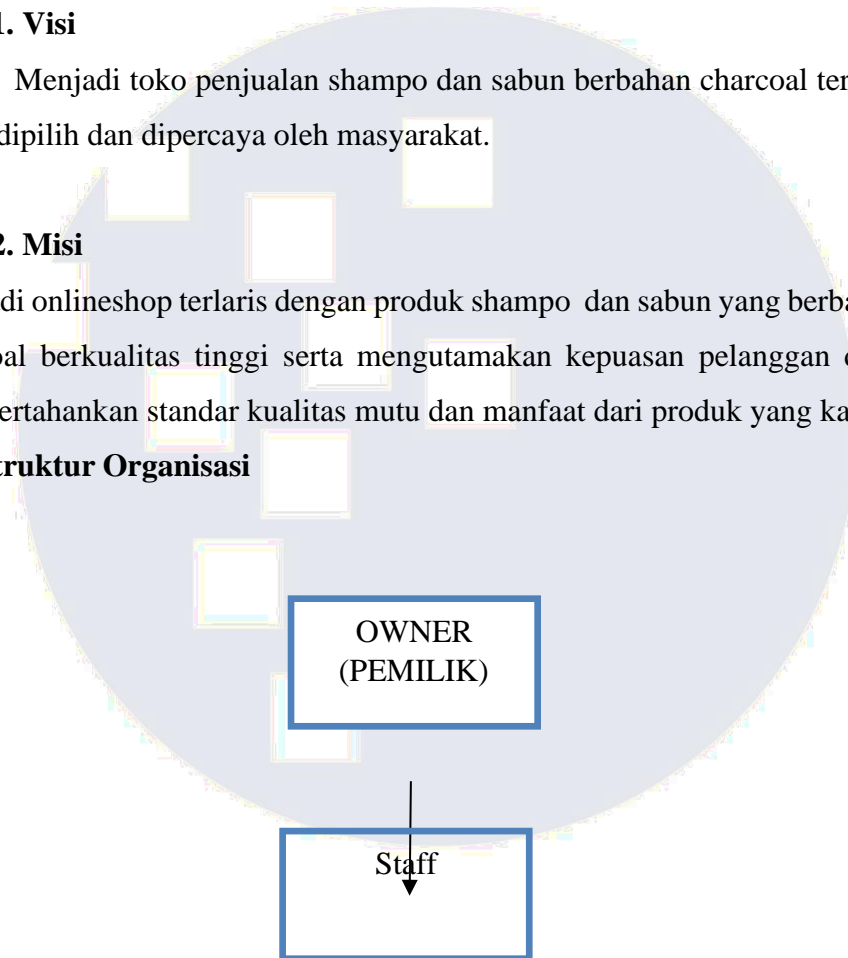 1. Visi
Menjadi toko penjualan shampo dan sabun berbahan charcoal ter
dipilih dan dipercaya oleh masyarakat.
2. Misi
di onlineshop terlaris dengan produk shampo dan sabun yang berba
oal berkualitas tinggi serta mengutamakan kepuasan pelanggan
ertahankan standar kualitas mutu dan manfaat dari produk yang ka
truktur Organisasi
OWNER
(PEMILIK)
Staff